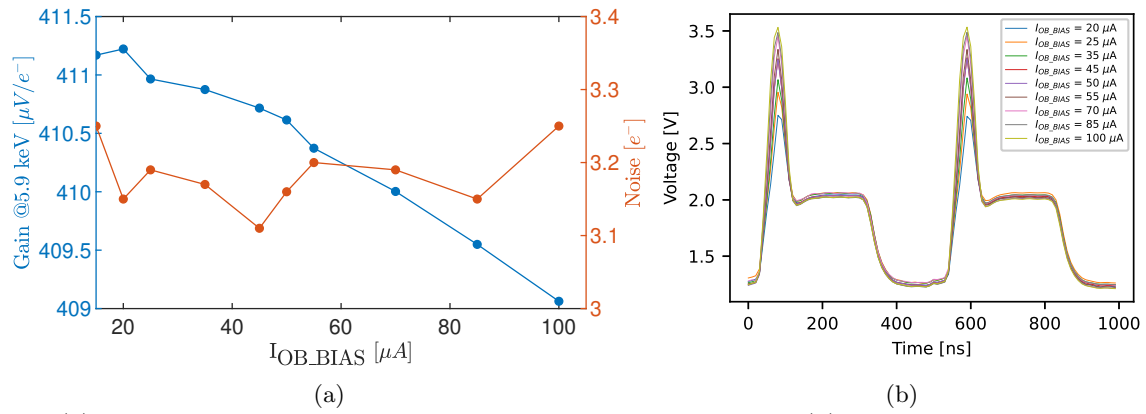 411.5
411
410.5
410
409.5
409
Gain @5.9 keV [μV/e⁻]
3.4
3.3
3.2
3.1
3
Noise [e⁻]
20 40 60 80 100
I_OB_BIAS [μA]
(a)
3.5
3.0
2.5
2.0
1.5
Voltage [V]
I_OB_BIAS = 20 μA
I_OB_BIAS = 25 μA
I_OB_BIAS = 35 μA
I_OB_BIAS = 45 μA
I_OB_BIAS = 50 μA
I_OB_BIAS = 55 μA
I_OB_BIAS = 70 μA
I_OB_BIAS = 85 μA
I_OB_BIAS = 100 μA
0 200 400 600 800 1000
Time [ns]
(b)